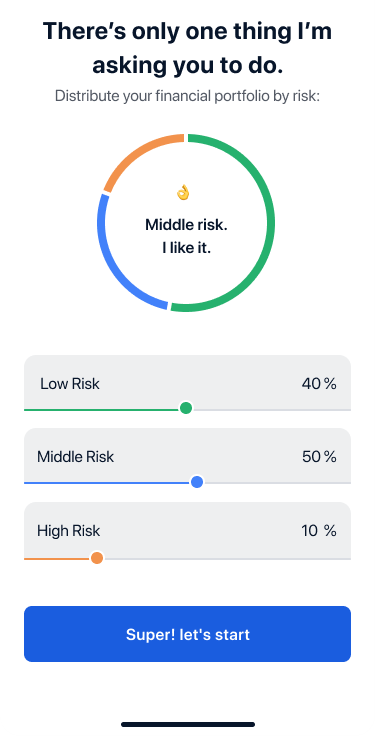 There’s only one thing I’m
asking you to do.
Distribute your financial portfolio by risk:
Middle risk.
I like it.
Low Risk 40 %
Middle Risk 50 %
High Risk 10 %
Super! let's start